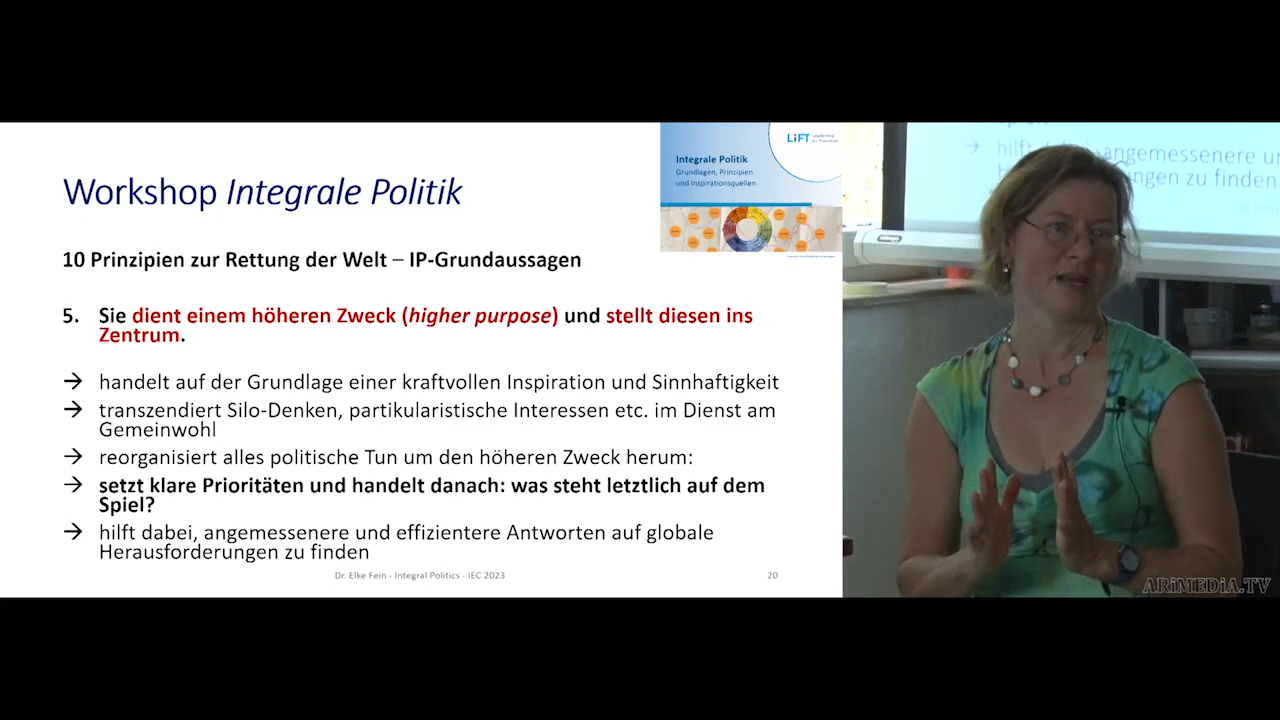 Workshop Integrale Politik
LiFT Leadership
for Transition
Integrale Politik
Grundlagen, Prinzipien
und Inspirationsquellen
10 Prinzipien zur Rettung der Welt – IP-Grundaussagen
5. Sie dient einem höheren Zweck (higher purpose) und stellt diesen ins
Zentrum.
→ handelt auf der Grundlage einer kraftvollen Inspiration und Sinnhaftigkeit
→ transzendiert Silo-Denken, partikularistische Interessen etc. im Dienst am
Gemeinwohl
→ reorganisiert alles politische Tun um den höheren Zweck herum:
→ setzt klare Prioritäten und handelt danach: was steht letztlich auf dem
Spiel?
→ hilft dabei, angemessenere und effizientere Antworten auf globale
Herausforderungen zu finden
Dr. Elke Fein - Integral Politics - IEC 2023
20
→ hilft angemessenere u
ungen zu finden
ARiMEDiA.TV